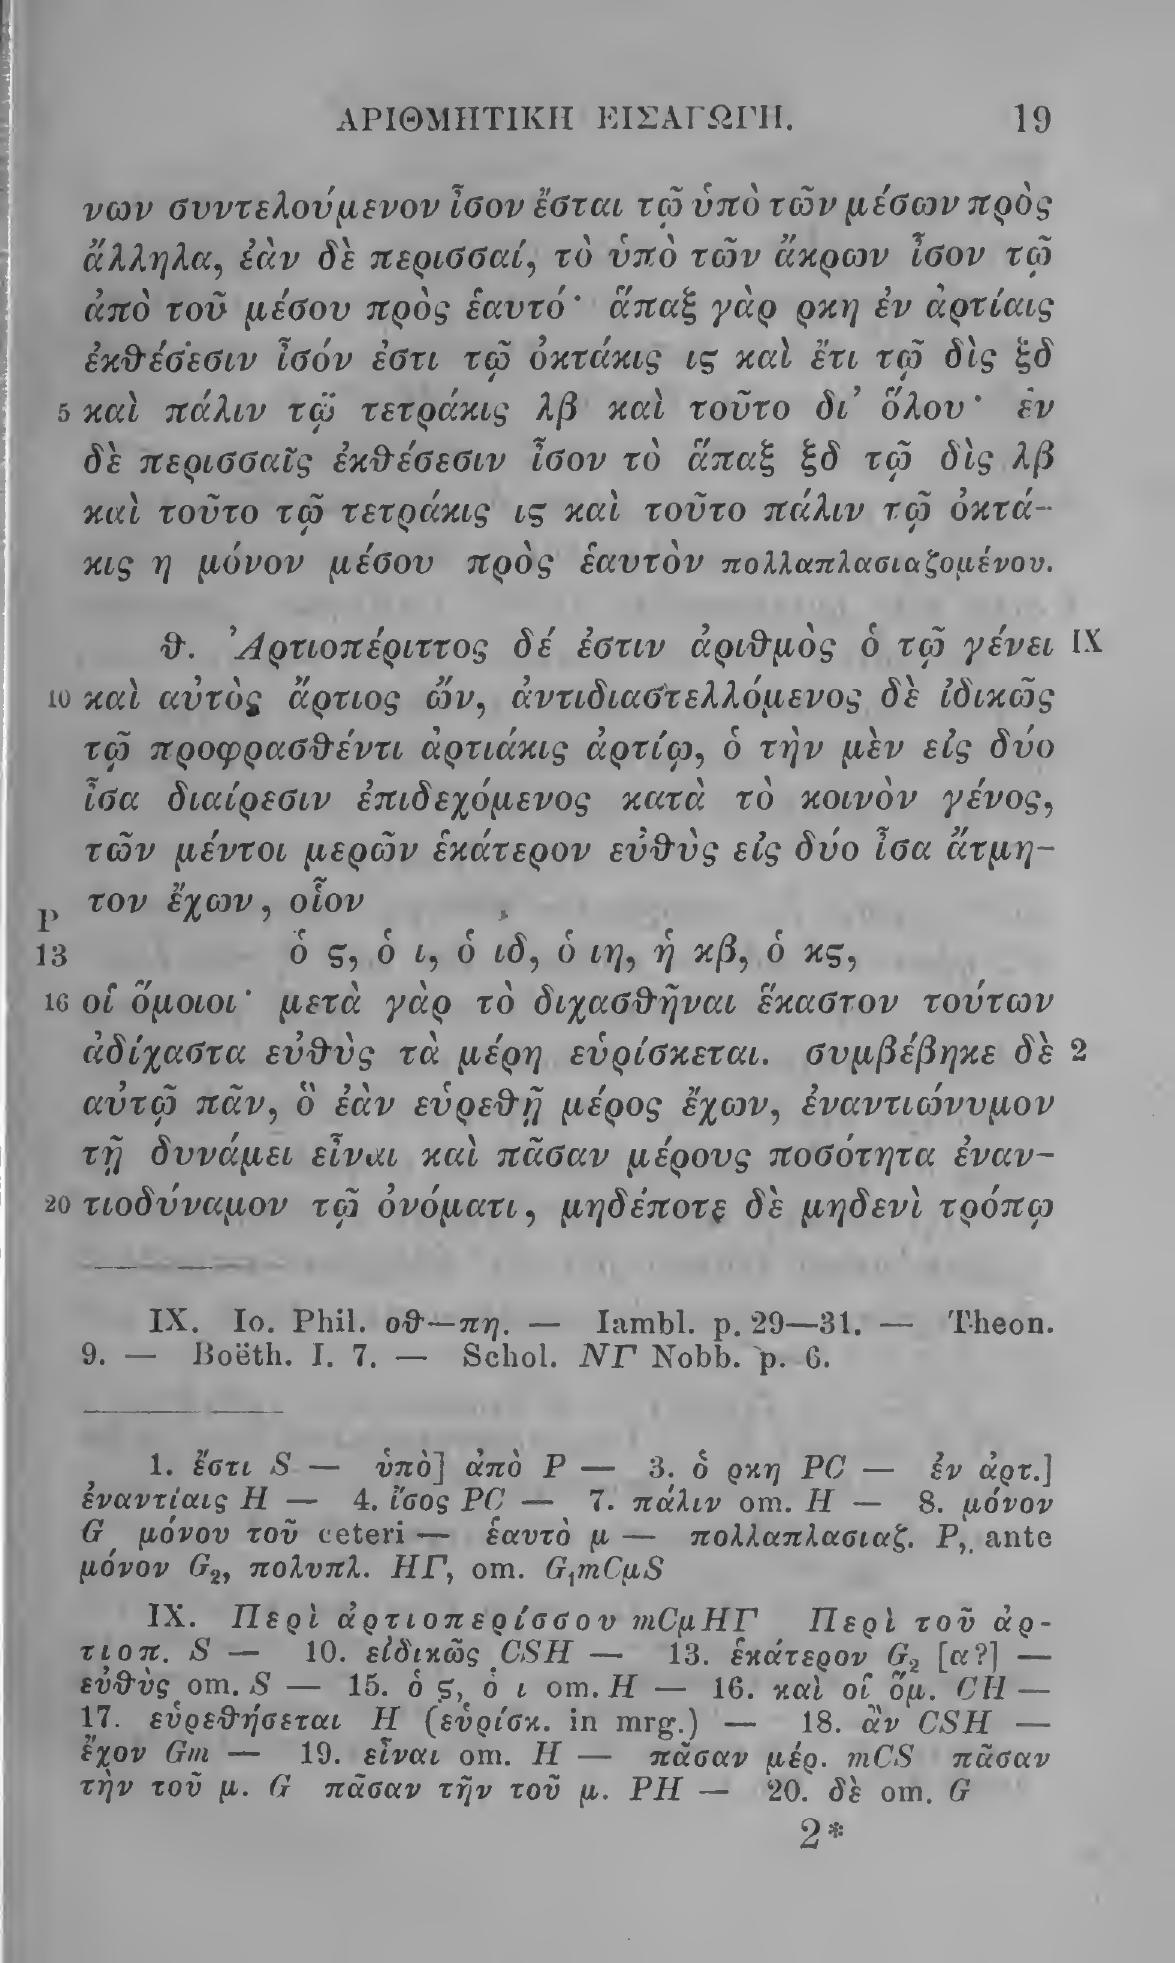 ΑΡΙΘΜΗΤΙΚΗ ΕΙΣΑΓΩΓΗ. 19
νων συντελούμενον ἴσον ἔσται τῷ ὑπὸ τῶν μέσων πρὸς
ἄλληλα, ἐὰν δὲ περισσαί, τὸ ὑπὸ τῶν ἄκρων ἴσον τῷ
ἀπὸ τοῦ μέσου πρὸς ἑαυτό· ἅπαξ γὰρ ρκη ἐν ἀρτίαις
ἐκθέσεσιν ἴσόν ἐστι τῷ ὀκτάκις ις καὶ ἔτι τῷ δὶς ξδ
5 καὶ πάλιν τῷ τετράκις λβ καὶ τοῦτο δι’ ὅλου· ἐν
δὲ περισσαῖς ἐκθέσεσιν ἴσον τὸ ἅπαξ ξδ τῷ δὶς λβ
καὶ τοῦτο τῷ τετράκις ις καὶ τοῦτο πάλιν τῷ ὀκτά-
κις η μόνον μέσου πρὸς ἑαυτὸν πολλαπλασιαζομένου.
θ. Ἀρτιοπέριττος δέ ἐστιν ἀριθμὸς ὁ τῷ γένει IX
10 καὶ αὐτὸς ἄρτιος ὤν, ἀντιδιαστελλόμενος δὲ ἰδικῶς
τῷ προφρασθέντι ἀρτιάκις ἀρτίῳ, ὁ τὴν μὲν εἰς δύο
ἴσα διαίρεσιν ἐπιδεχόμενος κατὰ τὸ κοινὸν γένος,
τῶν μέντοι μερῶν ἑκάτερον εὐθὺς εἰς δύο ἴσα ἄτμη-
P τον ἔχων, οἷον
13 ὁ ς, ὁ ι, ὁ ιδ, ὁ ιη, ἡ κβ, ὁ κς,
16 οἱ ὅμοιοι· μετὰ γὰρ τὸ διχασθῆναι ἕκαστον τούτων
ἀδίχαστα εὐθὺς τὰ μέρη εὑρίσκεται. συμβέβηκε δὲ 2
αὐτῷ πᾶν, ὃ ἐὰν εὑρεθῇ μέρος ἔχων, ἐναντιώνυμον
τῇ δυνάμει εἶναι καὶ πᾶσαν μέρους ποσότητα ἐναν-
20 τιοδύναμον τῷ ὀνόματι, μηδέποτε δὲ μηδενὶ τρόπῳ
IX. Io. Phil. οθ—πη. — Iambl. p. 29—31. — Theon.
9. — Boëth. I. 7. — Schol. NΓ Nobb. p. 6.
1. ἔστι S — ὑπὸ] ἀπὸ P — 3. ὁ ρκη PC — ἐν ἀρτ.]
ἐναντίαις H — 4. ἴσος PC — 7. πάλιν om. H — 8. μόνον
G μόνου τοῦ ceteri — ἑαυτὸ μ — πολλαπλασιαζ. P, ante
μόνον G₂, πολυπλ. HΓ, om. G₁mCμS
IX. Περὶ ἀρτιοπερίσσου mCμHΓ Περὶ τοῦ ἀρ-
τιοπ. S — 10. εἰδικῶς CSH — 13. ἑκάτερον G₂ [α?] —
εὐθὺς om. S — 15. ὁ ς, ὁ ι om. H — 16. καὶ οἱ ὅμ. CH —
17. εὑρεθήσεται H (εὑρίσκ. in mrg.) — 18. ἂν CSH —
ἔχον Gm — 19. εἶναι om. H — πᾶσαν μέρ. mCS πᾶσαν
τὴν τοῦ μ. G πᾶσαν τῆν τοῦ μ. PH — 20. δὲ om. G
2*